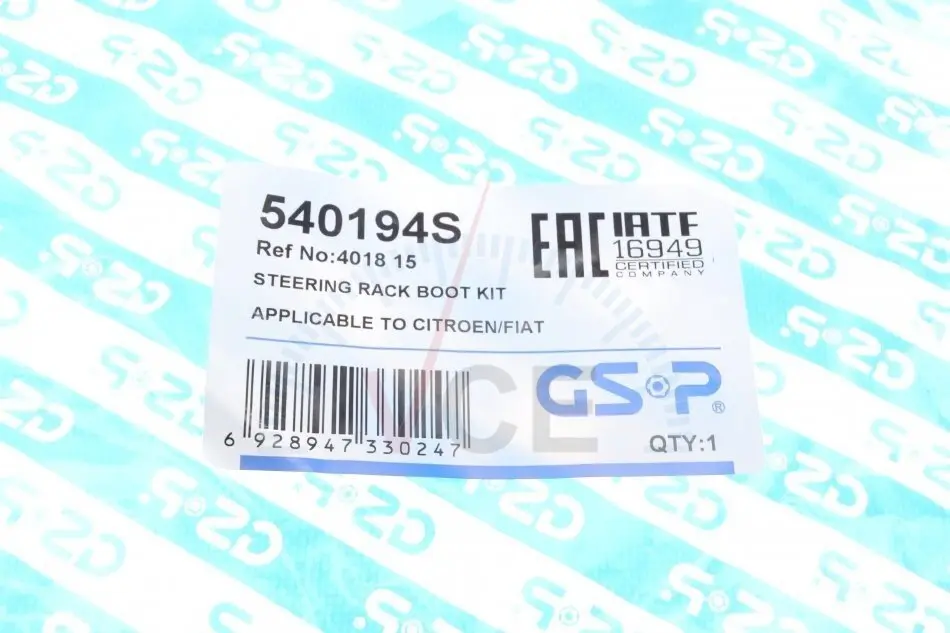 540194S
Ref No:4018 15
STEERING RACK BOOT KIT
APPLICABLE TO CITROEN/FIAT
EAC
IATF
16949
CERTIFIED
COMPANY
GSP®
QTY:1
6 928947 330247